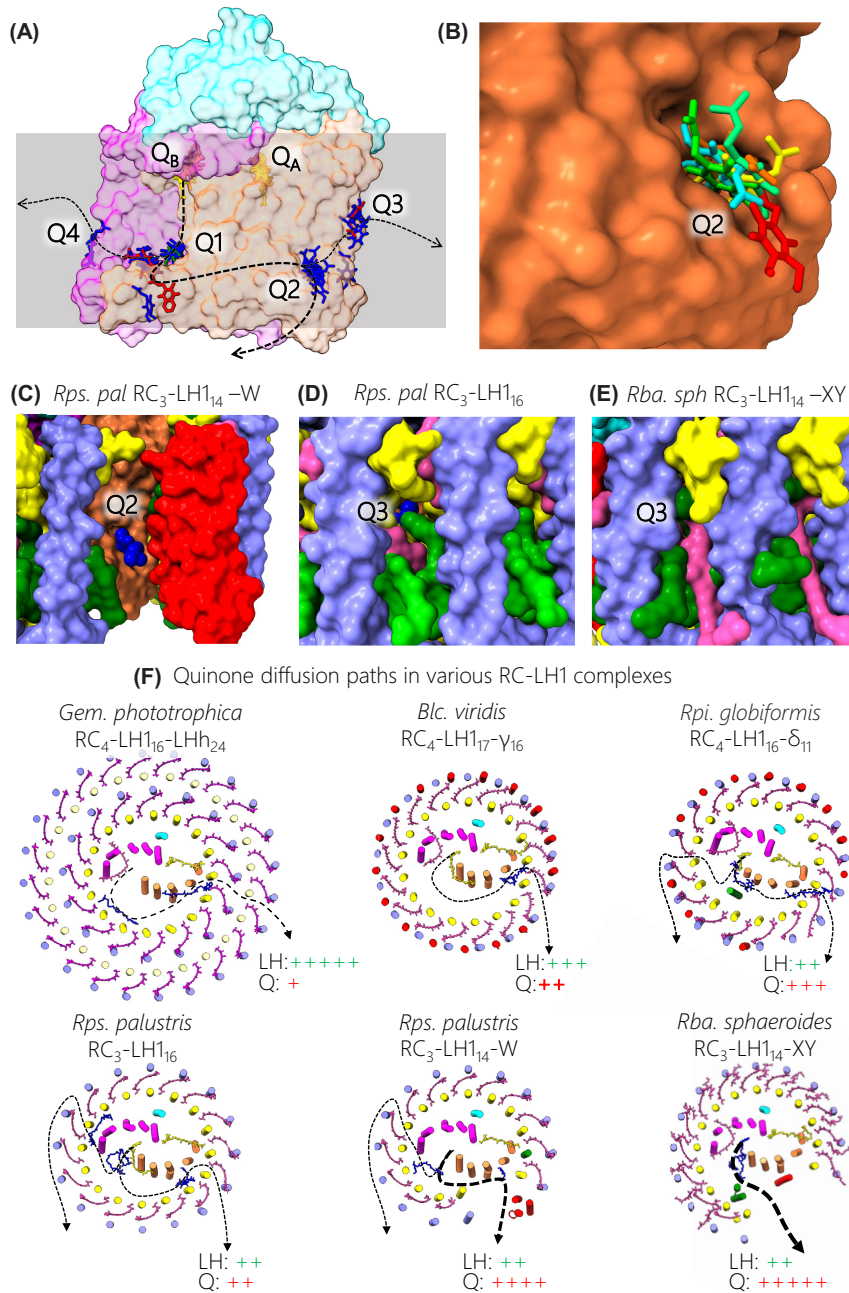 (A)
(B)
Q_B
Q_A
Q3
Q4
Q1
Q2
Q2
(C) Rps. pal RC₃-LH1₁₄ –W
(D) Rps. pal RC₃-LH1₁₆
(E) Rba. sph RC₃-LH1₁₄ –XY
Q2
Q3
Q3
(F) Quinone diffusion paths in various RC-LH1 complexes
Gem. phototrophica
RC₄-LH1₁₆-LHh₂₄
LH:+++++
Q: +
Blc. viridis
RC₄-LH1₁₇-γ₁₆
LH:+++
Q:++
Rpi. globiformis
RC₄-LH1₁₆-δ₁₁
LH:++
Q:+++
Rps. palustris
RC₃-LH1₁₆
LH: ++
Q: ++
Rps. palustris
RC₃-LH1₁₄-W
LH: ++
Q: ++++
Rba. sphaeroides
RC₃-LH1₁₄-XY
LH: ++
Q: +++++